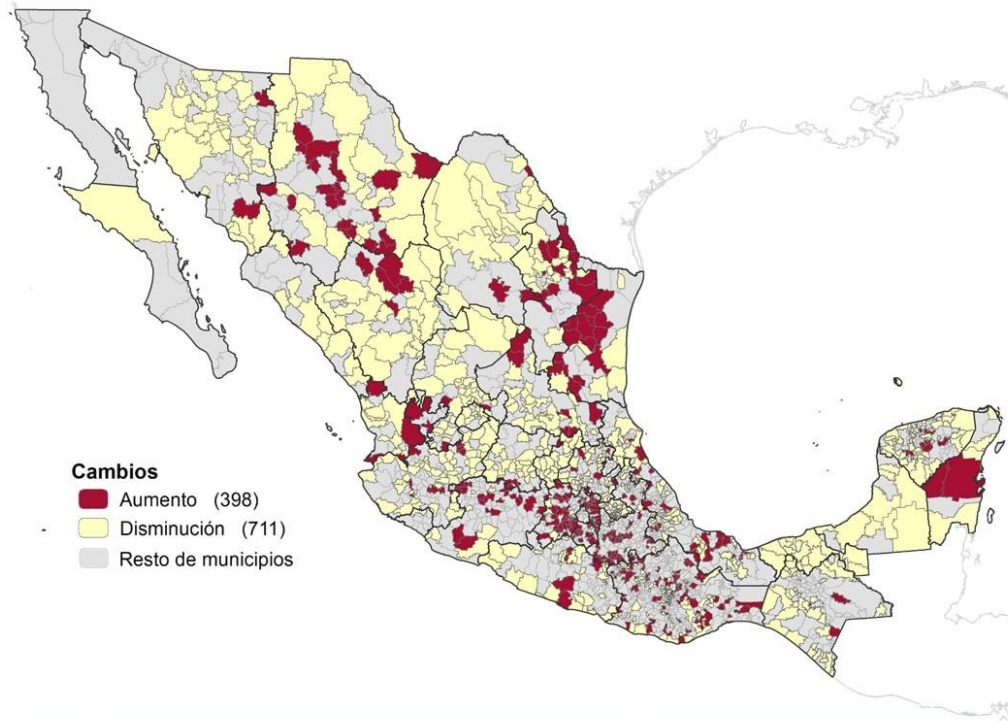 Cambios
Aumento (398)
Disminución (711)
Resto de municipios